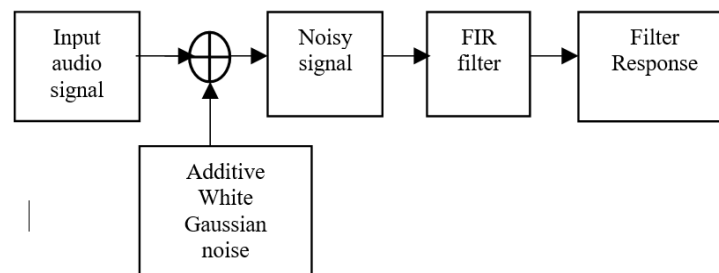 Input
audio
signal
Noisy
signal
FIR
filter
Filter
Response
Additive
White
Gaussian
noise